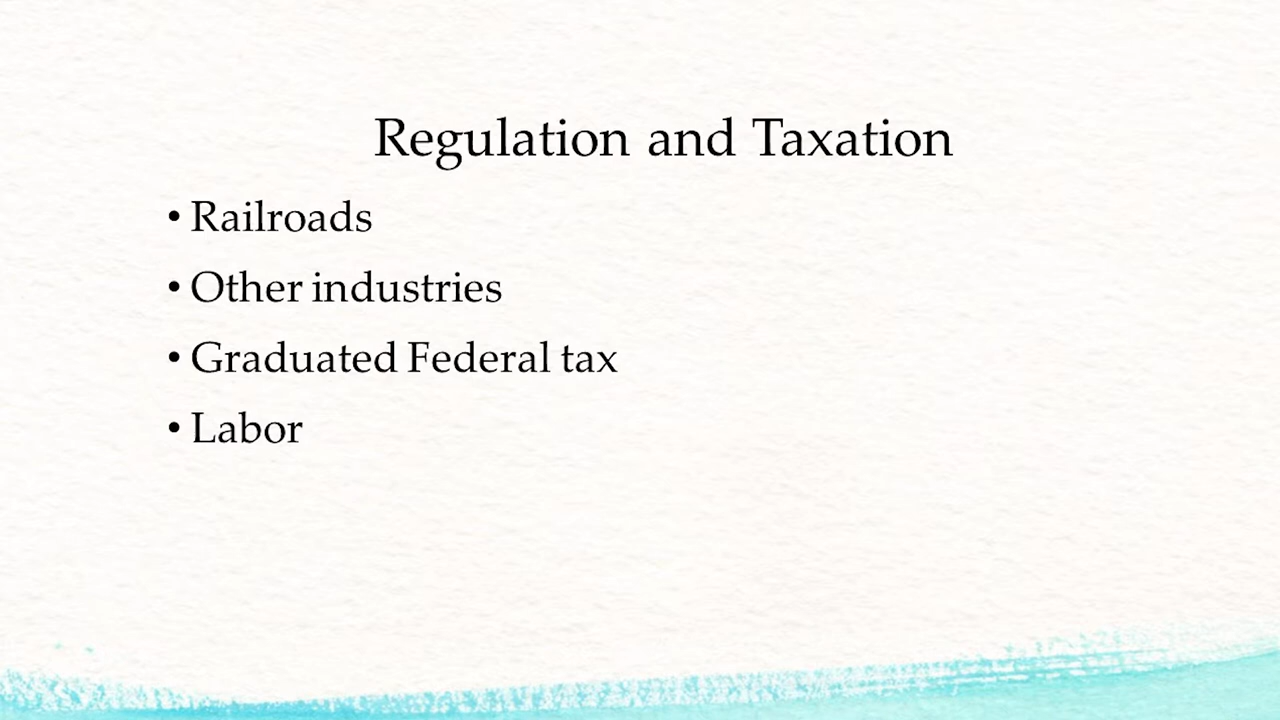 Regulation and Taxation
• Railroads
• Other industries
• Graduated Federal tax
• Labor